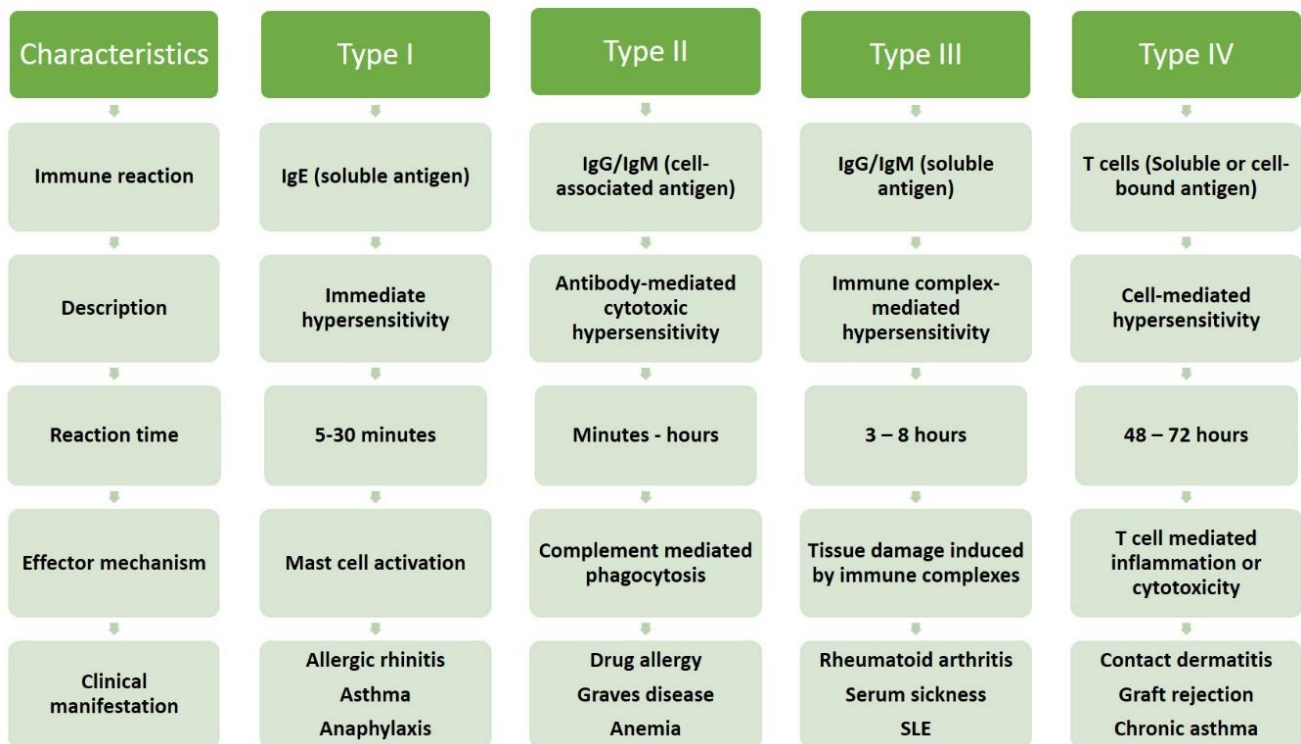 Characteristics
Type I
Type II
Type III
Type IV
Immune reaction
IgE (soluble antigen)
IgG/IgM (cell-
associated antigen)
IgG/IgM (soluble
antigen)
T cells (Soluble or cell-
bound antigen)
Description
Immediate
hypersensitivity
Antibody-mediated
cytotoxic
hypersensitivity
Immune complex-
mediated
hypersensitivity
Cell-mediated
hypersensitivity
Reaction time
5-30 minutes
Minutes - hours
3 – 8 hours
48 – 72 hours
Effector mechanism
Mast cell activation
Complement mediated
phagocytosis
Tissue damage induced
by immune complexes
T cell mediated
inflammation or
cytotoxicity
Clinical
manifestation
Allergic rhinitis
Asthma
Anaphylaxis
Drug allergy
Graves disease
Anemia
Rheumatoid arthritis
Serum sickness
SLE
Contact dermatitis
Graft rejection
Chronic asthma